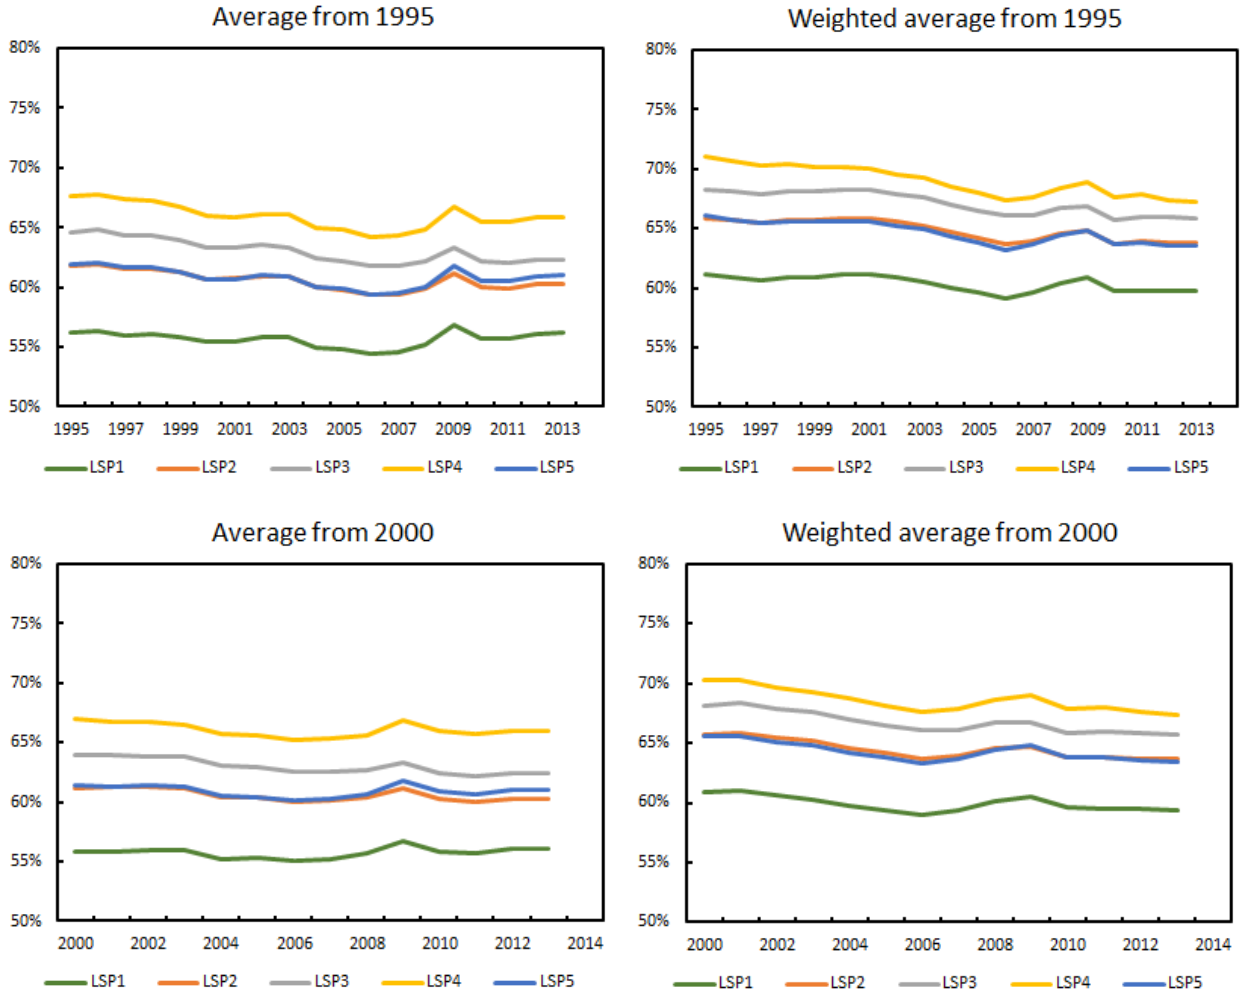 Average from 1995
80%
75%
70%
65%
60%
55%
50%
1995 1997 1999 2001 2003 2005 2007 2009 2011 2013
LSP1 LSP2 LSP3 LSP4 LSP5
Weighted average from 1995
80%
75%
70%
65%
60%
55%
50%
1995 1997 1999 2001 2003 2005 2007 2009 2011 2013
LSP1 LSP2 LSP3 LSP4 LSP5
Average from 2000
80%
75%
70%
65%
60%
55%
50%
2000 2002 2004 2006 2008 2010 2012 2014
LSP1 LSP2 LSP3 LSP4 LSP5
Weighted average from 2000
80%
75%
70%
65%
60%
55%
50%
2000 2002 2004 2006 2008 2010 2012 2014
LSP1 LSP2 LSP3 LSP4 LSP5